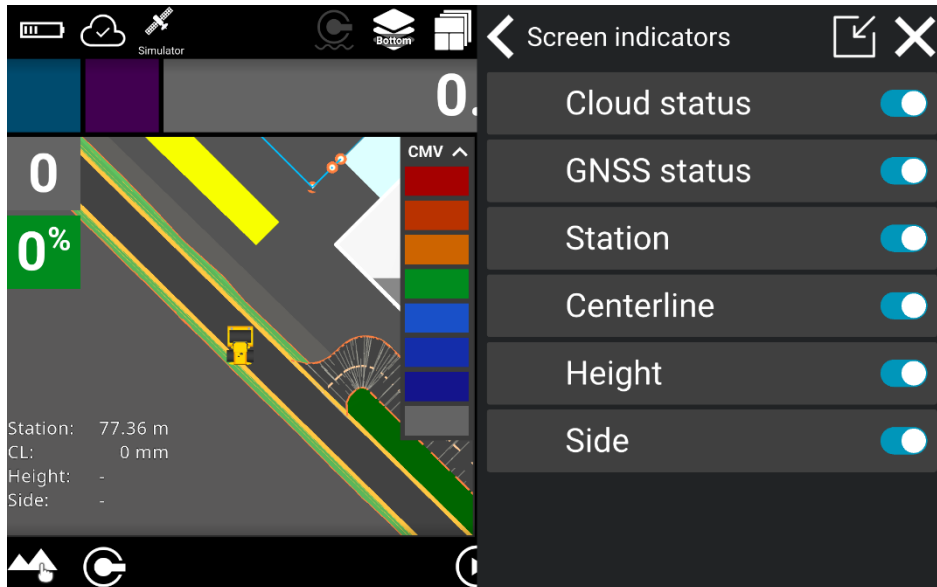 Simulator
Bottom
Screen indicators
0.
0
CMV
0%
Cloud status
GNSS status
Station
Centerline
Height
Side
Station: 77.36 m
CL: 0 mm
Height: -
Side: -